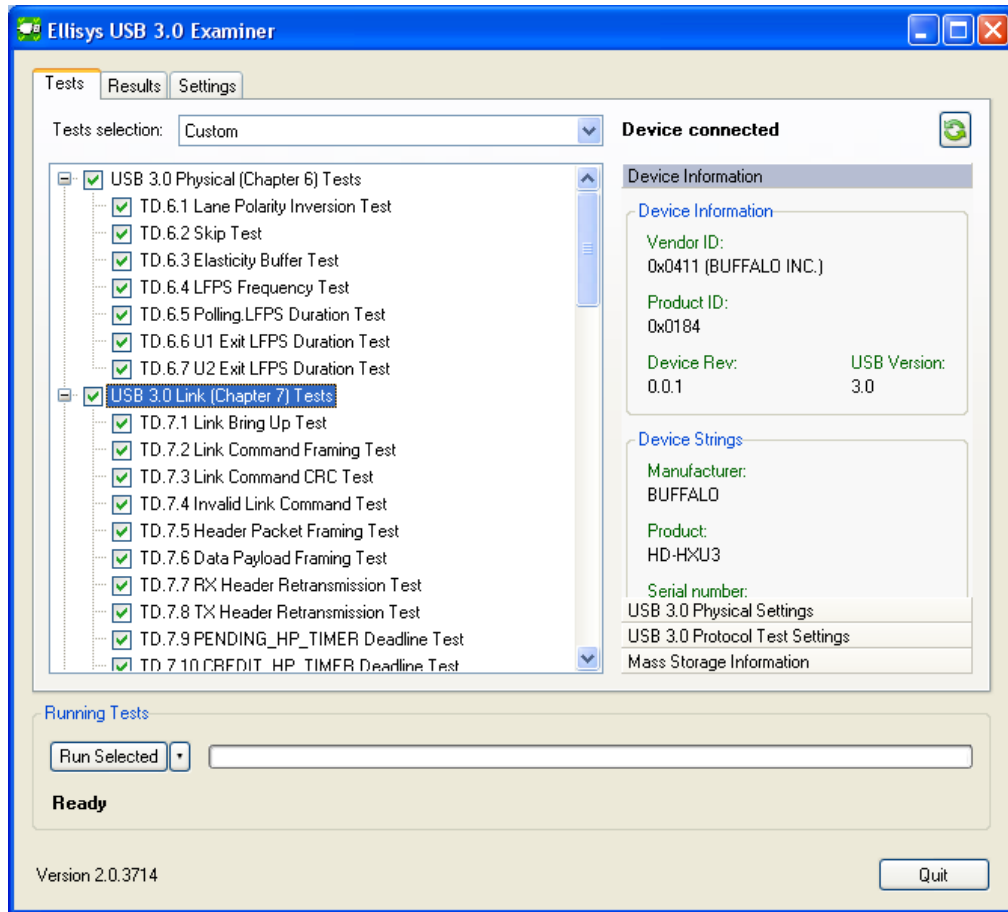 Ellisys USB 3.0 Examiner
Tests Results Settings
Tests selection: Custom
Device connected
USB 3.0 Physical (Chapter 6) Tests
TD.6.1 Lane Polarity Inversion Test
TD.6.2 Skip Test
TD.6.3 Elasticity Buffer Test
TD.6.4 LFPS Frequency Test
TD.6.5 Polling.LFPS Duration Test
TD.6.6 U1 Exit LFPS Duration Test
TD.6.7 U2 Exit LFPS Duration Test
USB 3.0 Link (Chapter 7) Tests
TD.7.1 Link Bring Up Test
TD.7.2 Link Command Framing Test
TD.7.3 Link Command CRC Test
TD.7.4 Invalid Link Command Test
TD.7.5 Header Packet Framing Test
TD.7.6 Data Payload Framing Test
TD.7.7 RX Header Retransmission Test
TD.7.8 TX Header Retransmission Test
TD.7.9 PENDING_HP_TIMER Deadline Test
TD.7.10 CREDIT_HP_TIMER Deadline Test
Device Information
Device Information
Vendor ID:
0x0411 (BUFFALO INC.)
Product ID:
0x0184
Device Rev: USB Version:
0.0.1 3.0
Device Strings
Manufacturer:
BUFFALO
Product:
HD-HXU3
Serial number:
USB 3.0 Physical Settings
USB 3.0 Protocol Test Settings
Mass Storage Information
Running Tests
Run Selected
Ready
Version 2.0.3714
Quit